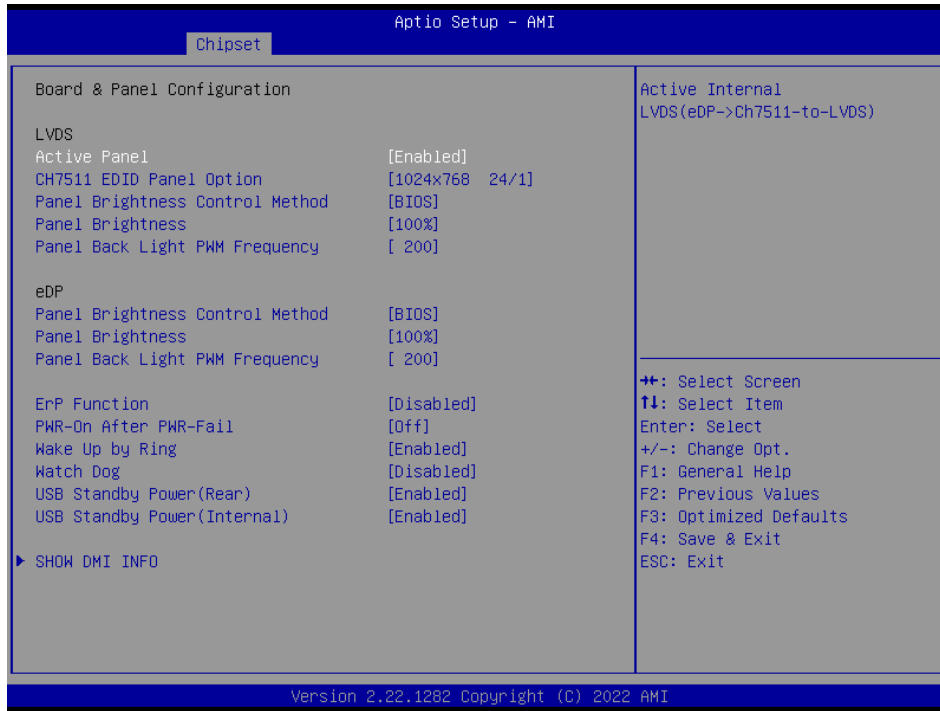 Aptio Setup – AMI
Chipset
Board & Panel Configuration
LVDS
Active Panel [Enabled]
CH7511 EDID Panel Option [1024x768  24/1]
Panel Brightness Control Method [BIOS]
Panel Brightness [100%]
Panel Back Light PWM Frequency [ 200]
eDP
Panel Brightness Control Method [BIOS]
Panel Brightness [100%]
Panel Back Light PWM Frequency [ 200]
ErP Function [Disabled]
PWR-On After PWR-Fail [Off]
Wake Up by Ring [Enabled]
Watch Dog [Disabled]
USB Standby Power(Rear) [Enabled]
USB Standby Power(Internal) [Enabled]
▶ SHOW DMI INFO
Active Internal
LVDS(eDP->Ch7511-to-LVDS)
→←: Select Screen
↑↓: Select Item
Enter: Select
+/-: Change Opt.
F1: General Help
F2: Previous Values
F3: Optimized Defaults
F4: Save & Exit
ESC: Exit
Version 2.22.1282 Copyright (C) 2022 AMI